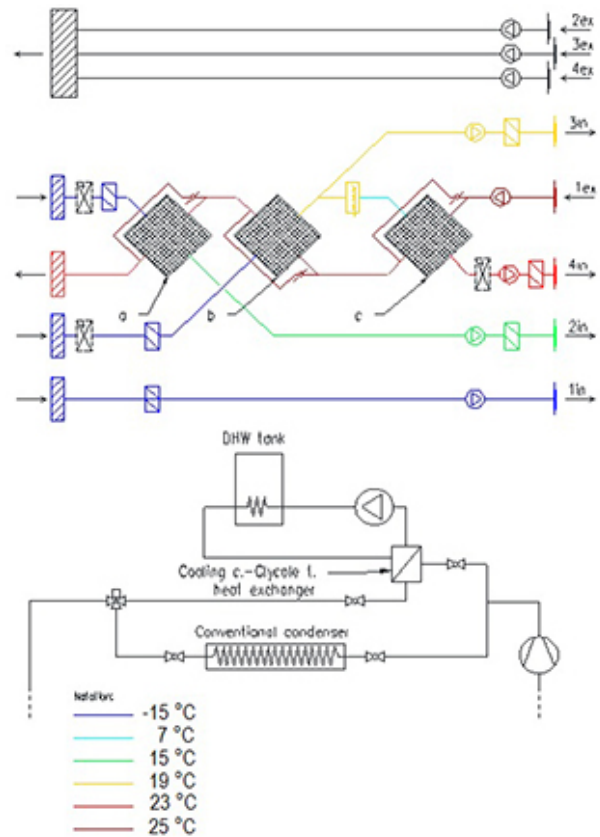 2ex
3ex
4ex
3in
1ex
4in
a
b
c
2in
1in
DHW tank
Cooling c.-Glycole t.
heat exchanger
Conventional condenser
-15 °C
7 °C
15 °C
19 °C
23 °C
25 °C